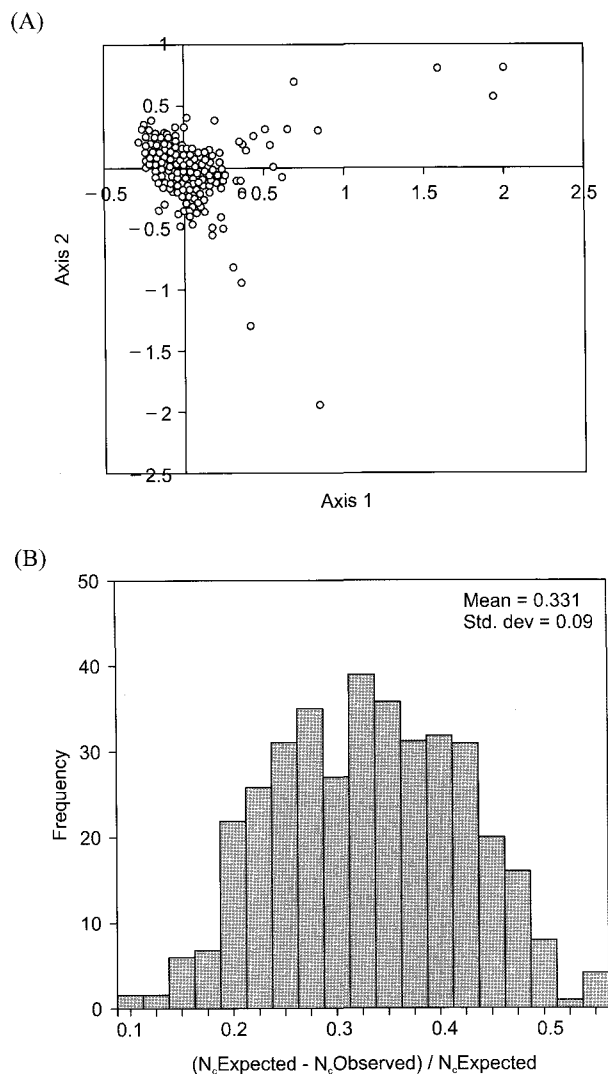 (A)
1
0.5
−0.5
0.5
1
1.5
2
2.5
−0.5
−1
−1.5
−2
−2.5
Axis 2
Axis 1
(B)
50
Mean = 0.331
Std. dev = 0.09
40
30
20
10
0
Frequency
0.1 0.2 0.3 0.4 0.5
(NcExpected - NcObserved) / NcExpected